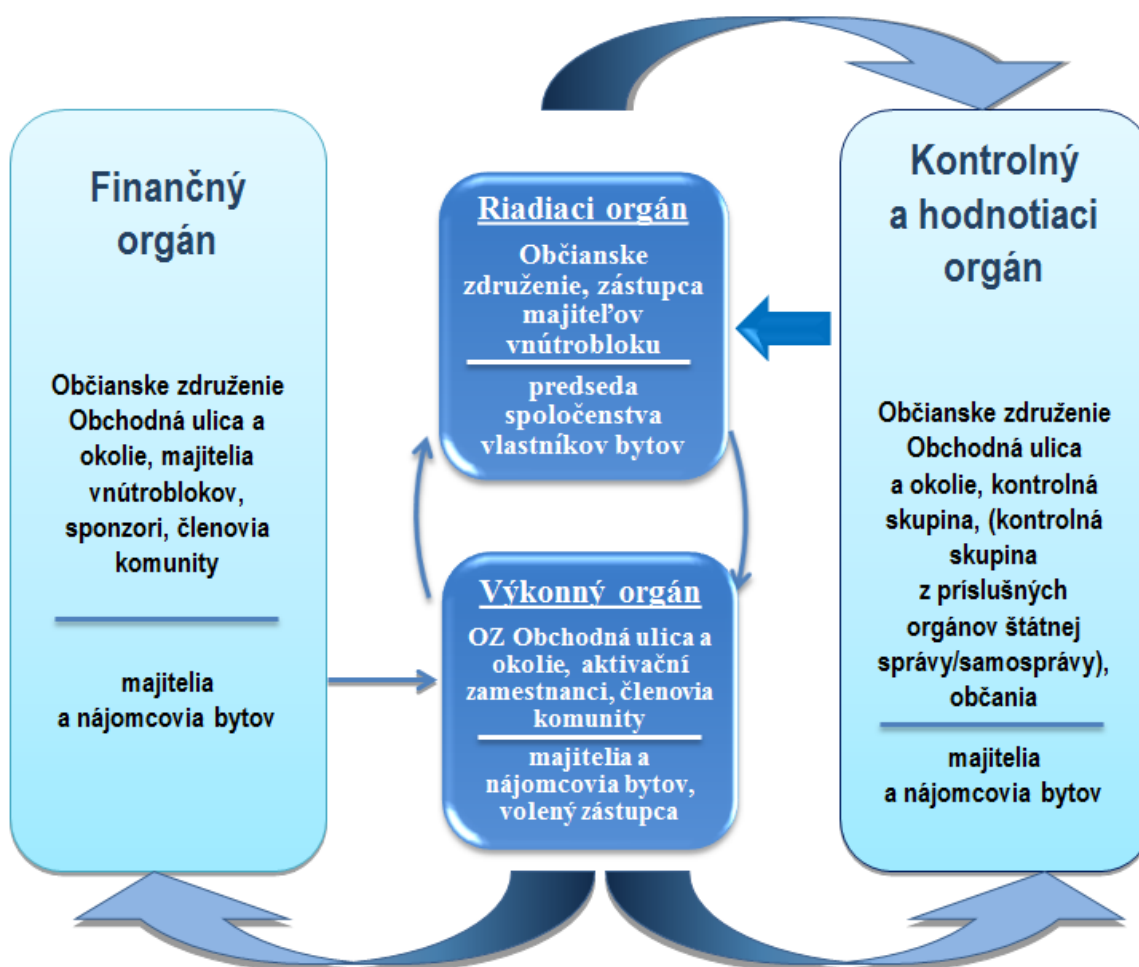 Finančný
orgán
Občianske združenie
Obchodná ulica a
okolie, majitelia
vnútroblokov,
sponzori, členovia
komunity
majitelia
a nájomcovia bytov
Riadiaci orgán
Občianske
združenie, zástupca
majiteľov
vnútrobloku
predseda
spoločenstva
vlastníkov bytov
Výkonný orgán
OZ Obchodná ulica a
okolie, aktivační
zamestnanci, členovia
komunity
majitelia a
nájomcovia bytov,
volený zástupca
Kontrolný
a hodnotiaci
orgán
Občianske združenie
Obchodná ulica
a okolie, kontrolná
skupina, (kontrolná
skupina
z príslušných
orgánov štátnej
správy/samosprávy),
občania
majitelia
a nájomcovia bytov